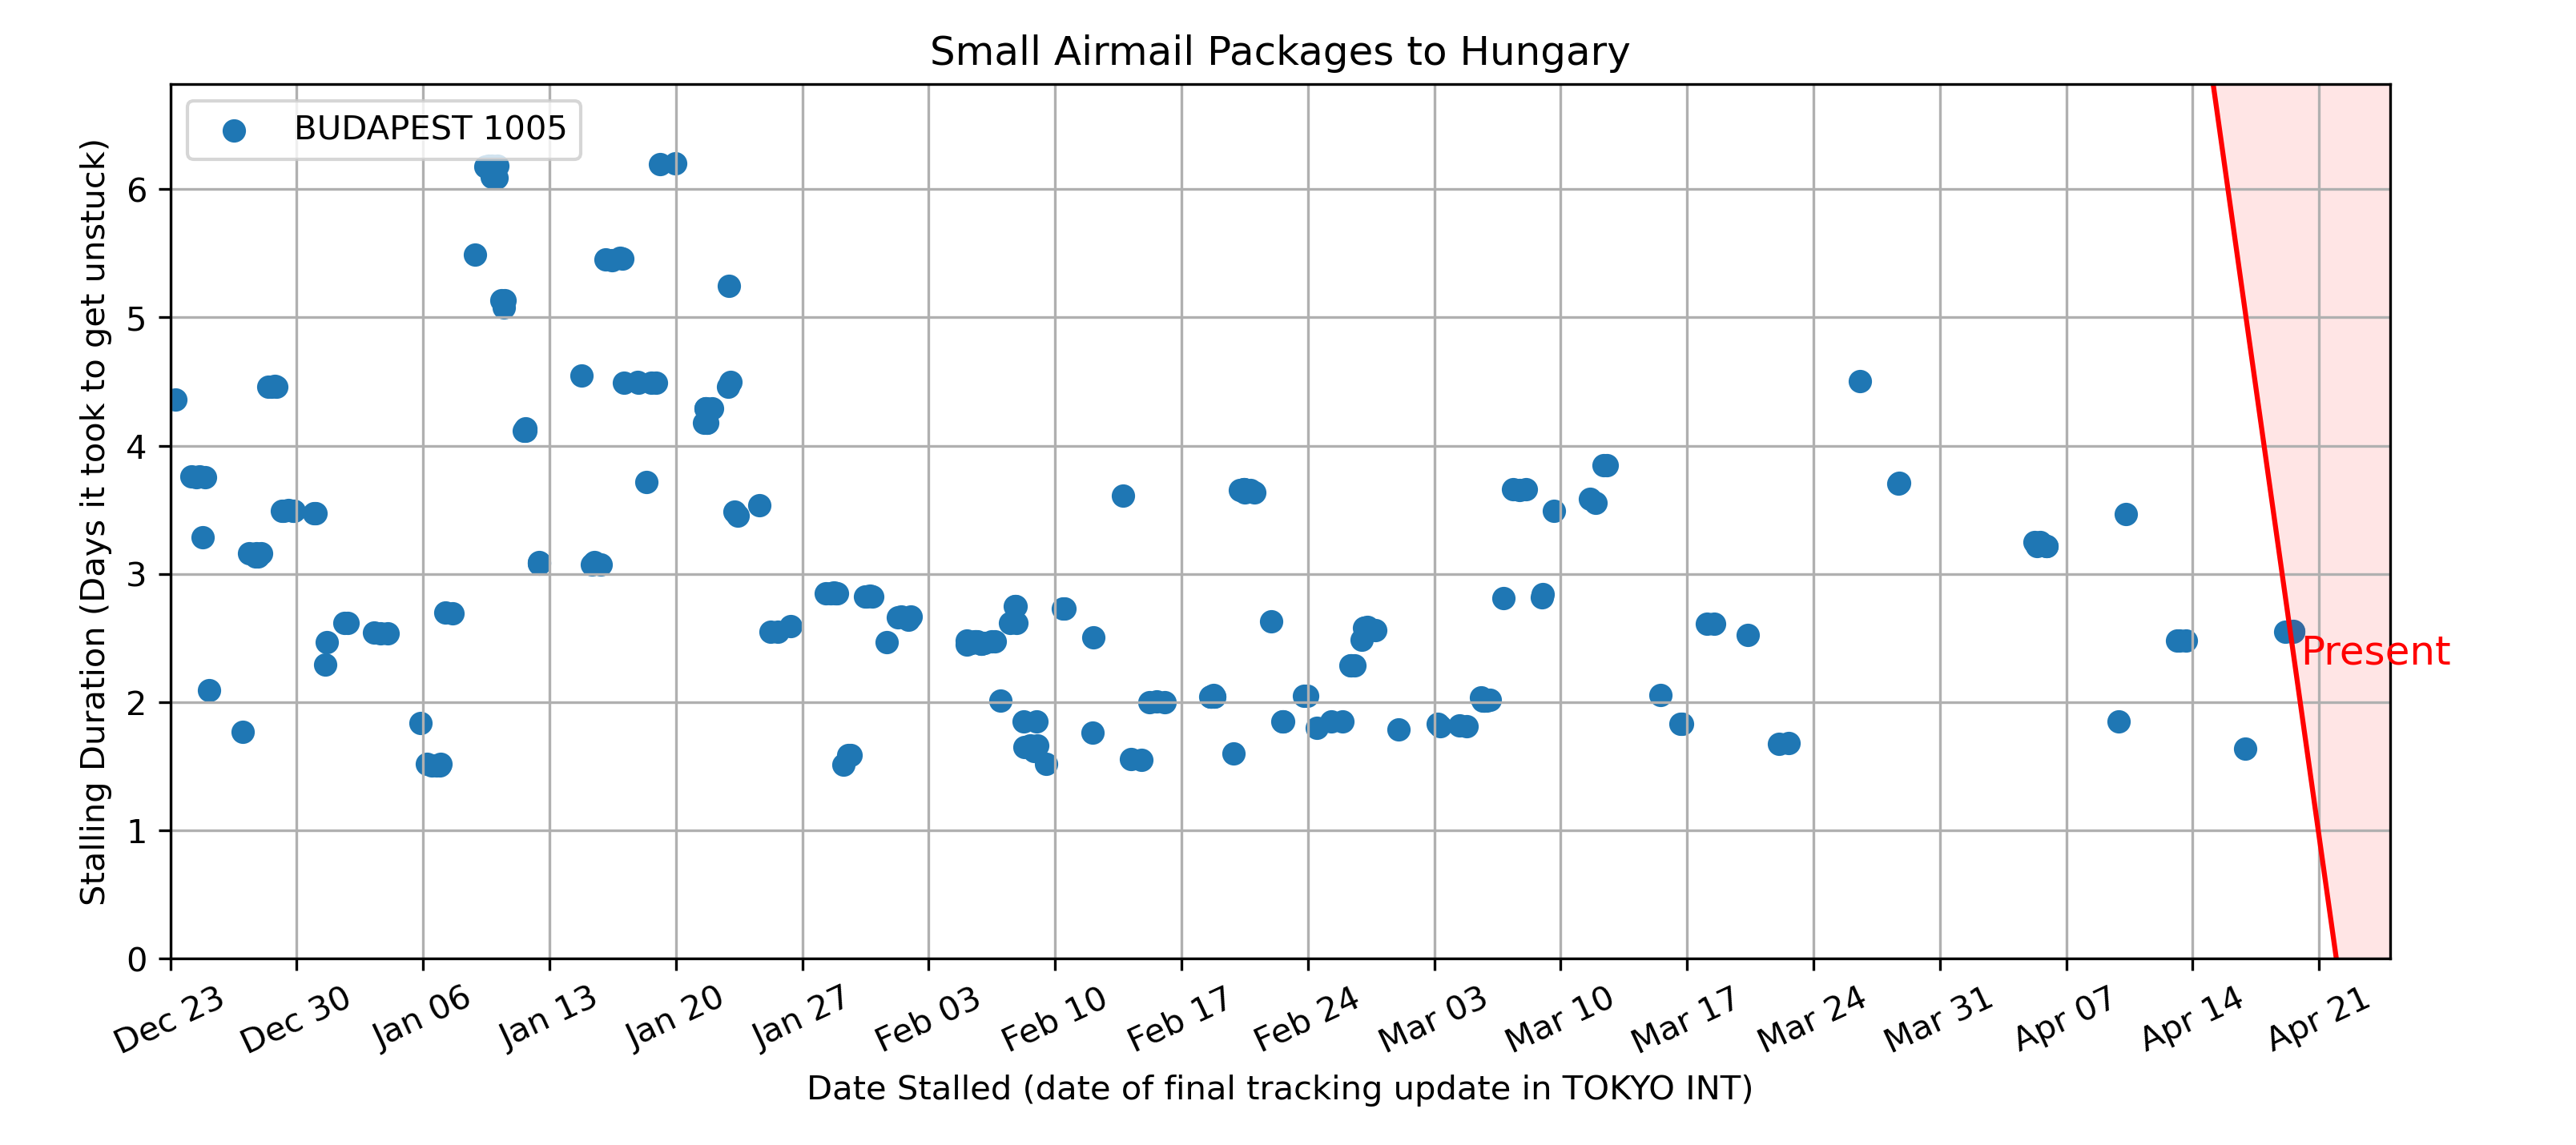 Small Airmail Packages to Hungary
BUDAPEST 1005
Stalling Duration (Days it took to get unstuck)
6
5
4
3
2
1
0
Present
Dec 23 Dec 30 Jan 06 Jan 13 Jan 20 Jan 27 Feb 03 Feb 10 Feb 17 Feb 24 Mar 03 Mar 10 Mar 17 Mar 24 Mar 31 Apr 07 Apr 14 Apr 21
Date Stalled (date of final tracking update in TOKYO INT)